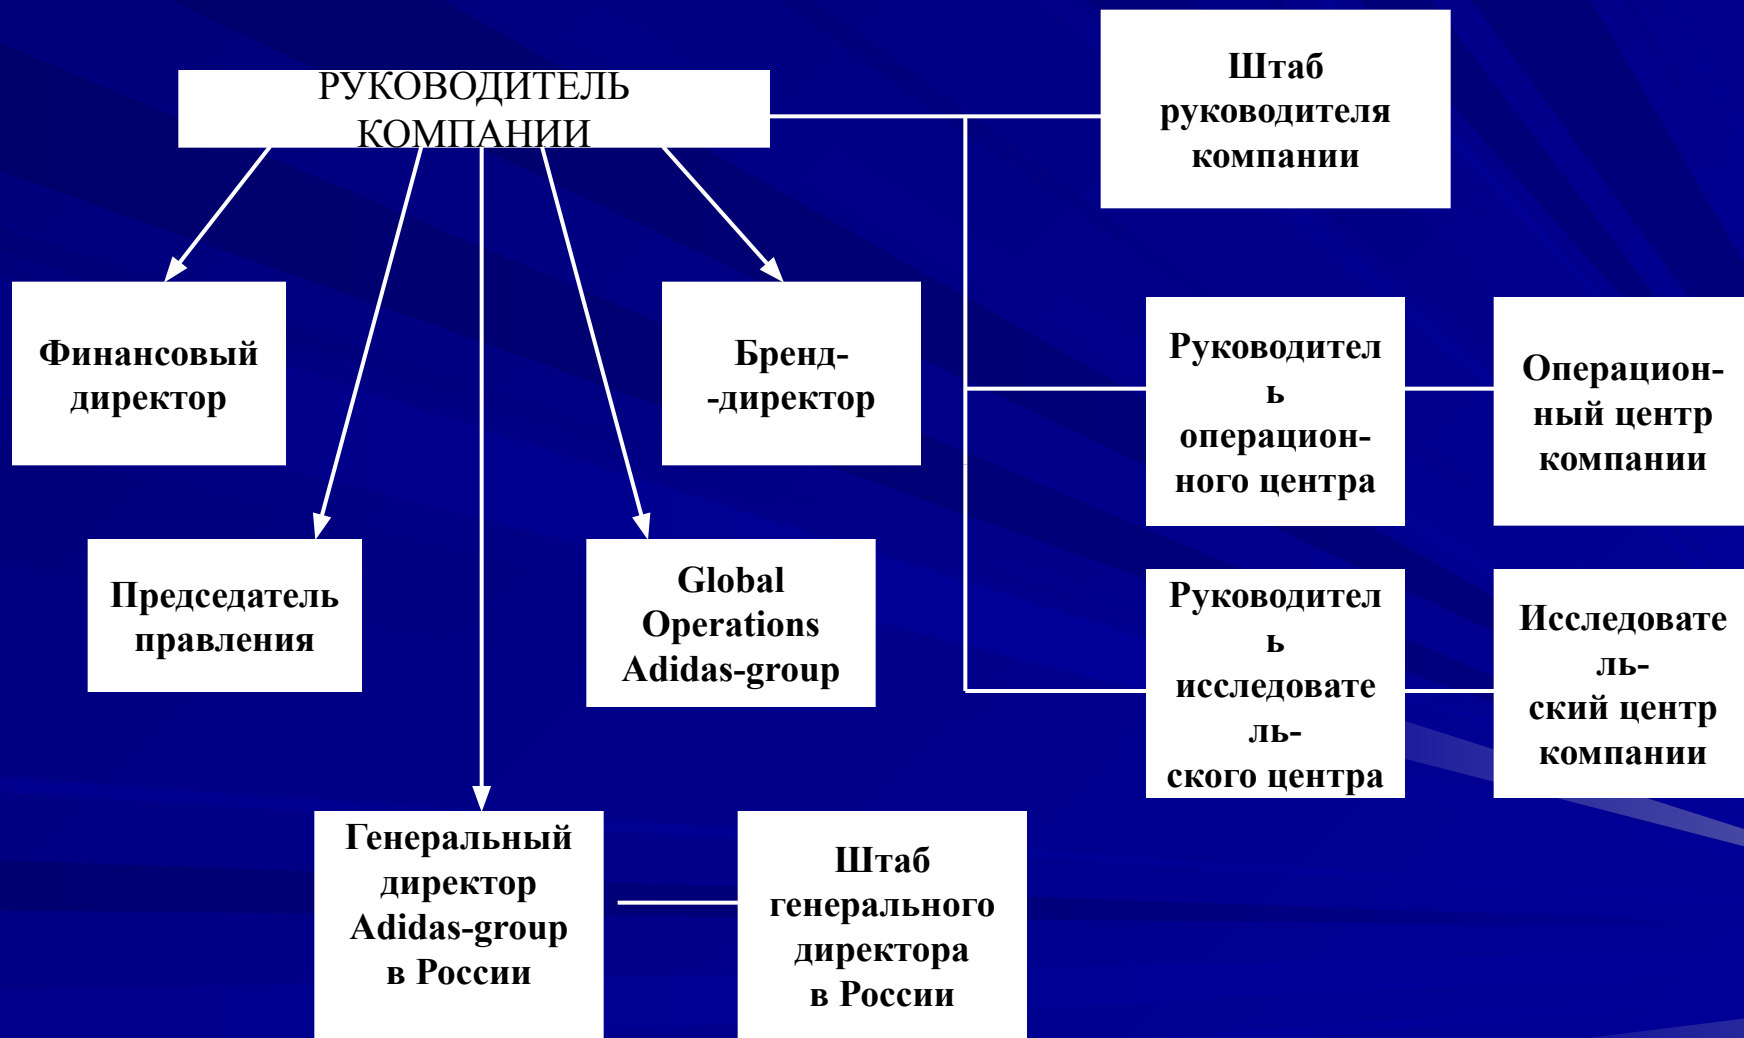 РУКОВОДИТЕЛЬ
КОМПАНИИ
Штаб
руководителя
компании
Финансовый
директор
Бренд-
-директор
Руководител
ь
операцион-
ного центра
Операцион-
ный центр
компании
Председатель
правления
Global
Operations
Adidas-group
Руководител
ь
исследовате
ль-
ского центра
Исследовате
ль-
ский центр
компании
Генеральный
директор
Adidas-group
в России
Штаб
генерального
директора
в России